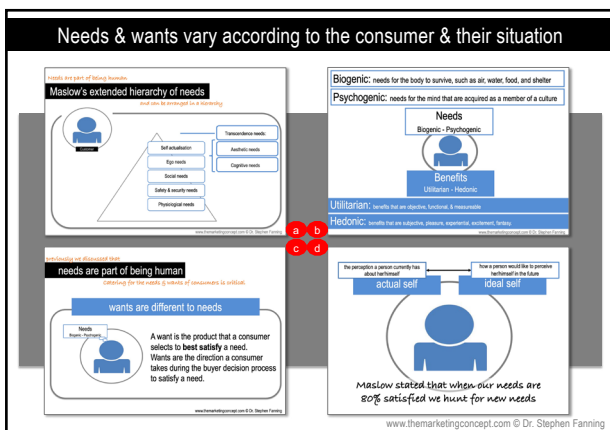 Needs & wants vary according to the consumer & their situation
Needs are part of being human
Maslow's extended hierarchy of needs
and can be arranged in a hierarchy
Customer
Transcendence needs:
Self actualisation
Aesthetic needs
Ego needs
Cognitive needs
Social needs
Safety & security needs
Physiological needs
www.themarketingconcept.com © Dr. Stephen Fanning
Biogenic: needs for the body to survive, such as air, water, food, and shelter
Psychogenic: needs for the mind that are acquired as a member of a culture
Needs
Biogenic - Psychogenic
Benefits
Utilitarian - Hedonic
Utilitarian: benefits that are objective, functional, & measureable
Hedonic: benefits that are subjective, pleasure, experiential, excitement, fantasy.
www.themarketingconcept.com © Dr. Stephen Fanning
a b
c d
previously we discussed that
needs are part of being human
Catering for the needs & wants of consumers is critical
wants are different to needs
Needs
Biogenic - Psychogenic
A want is the product that a consumer
selects to best satisfy a need.
Wants are the direction a consumer
takes during the buyer decision process
to satisfy a need.
www.themarketingconcept.com © Dr. Stephen Fanning
the perception a person currently has
about her/himself
how a person would like to perceive
her/himself in the future
actual self
ideal self
Maslow stated that when our needs are
80% satisfied we hunt for new needs
www.themarketingconcept.com © Dr. Stephen Fanning